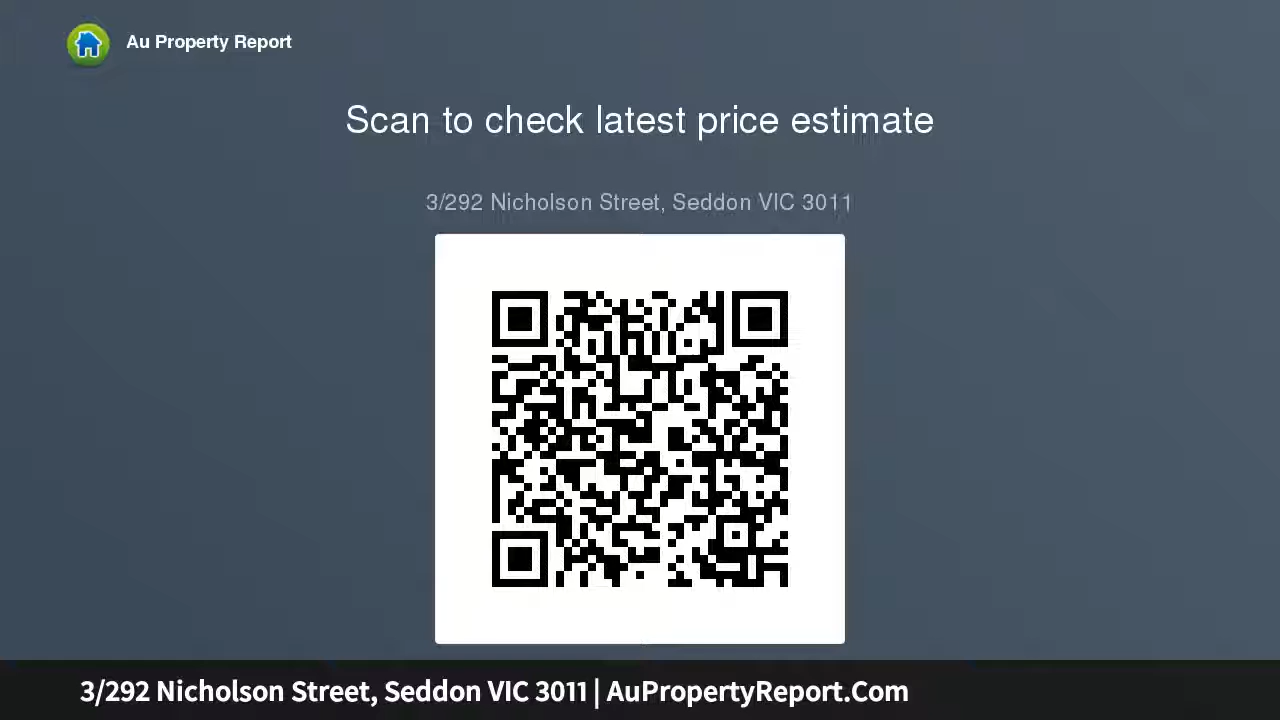 Au Property Report
Scan to check latest price estimate
3/292 Nicholson Street, Seddon VIC 3011
3/292 Nicholson Street, Seddon VIC 3011 | AuPropertyReport.Com